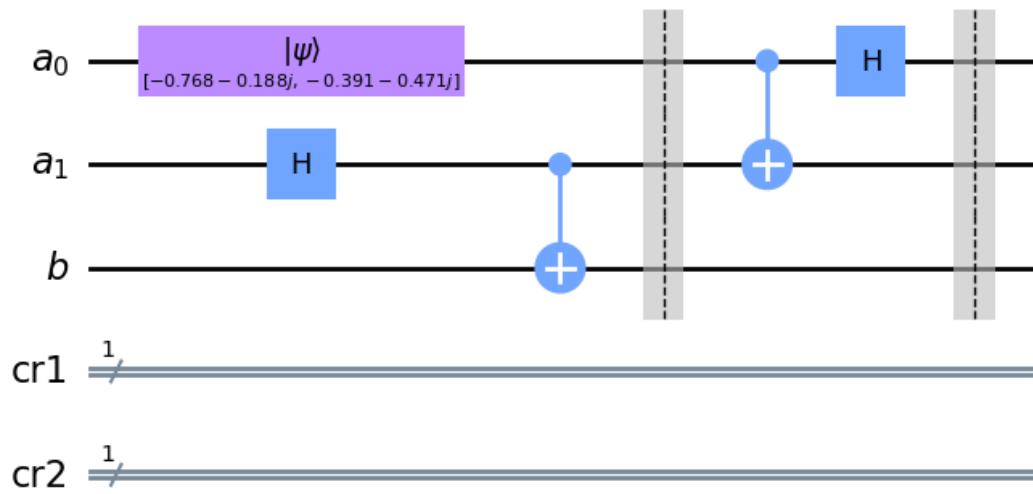 |ψ⟩
a₀ [−0.768 − 0.188j, −0.391 − 0.471j] H
a₁ H
b
1
cr1
1
cr2